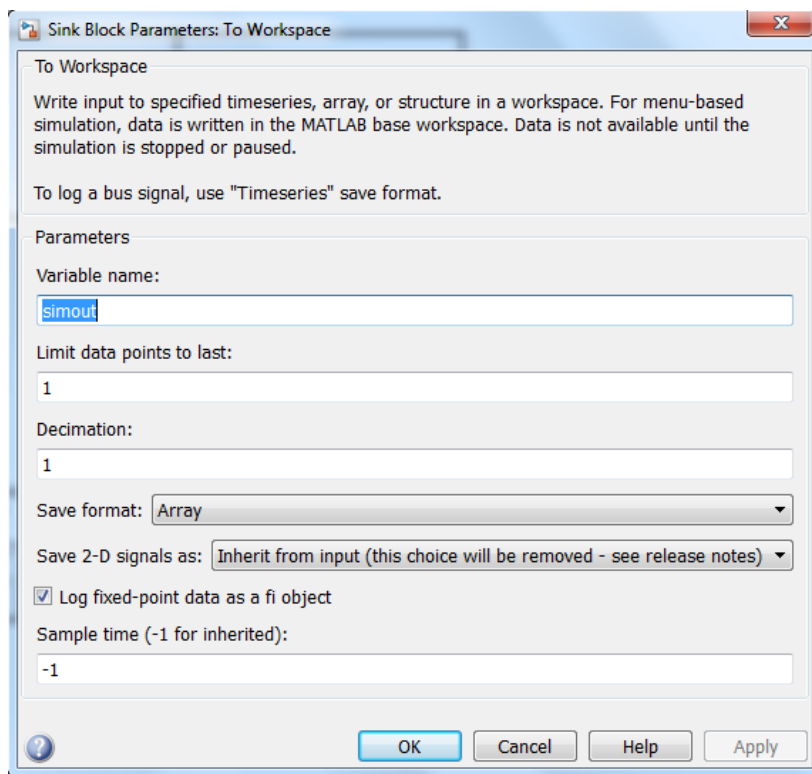 Sink Block Parameters: To Workspace
To Workspace
Write input to specified timeseries, array, or structure in a workspace. For menu-based
simulation, data is written in the MATLAB base workspace. Data is not available until the
simulation is stopped or paused.
To log a bus signal, use "Timeseries" save format.
Parameters
Variable name:
simout
Limit data points to last:
1
Decimation:
1
Save format: Array
Save 2-D signals as: Inherit from input (this choice will be removed - see release notes)
Log fixed-point data as a fi object
Sample time (-1 for inherited):
-1
OK Cancel Help Apply